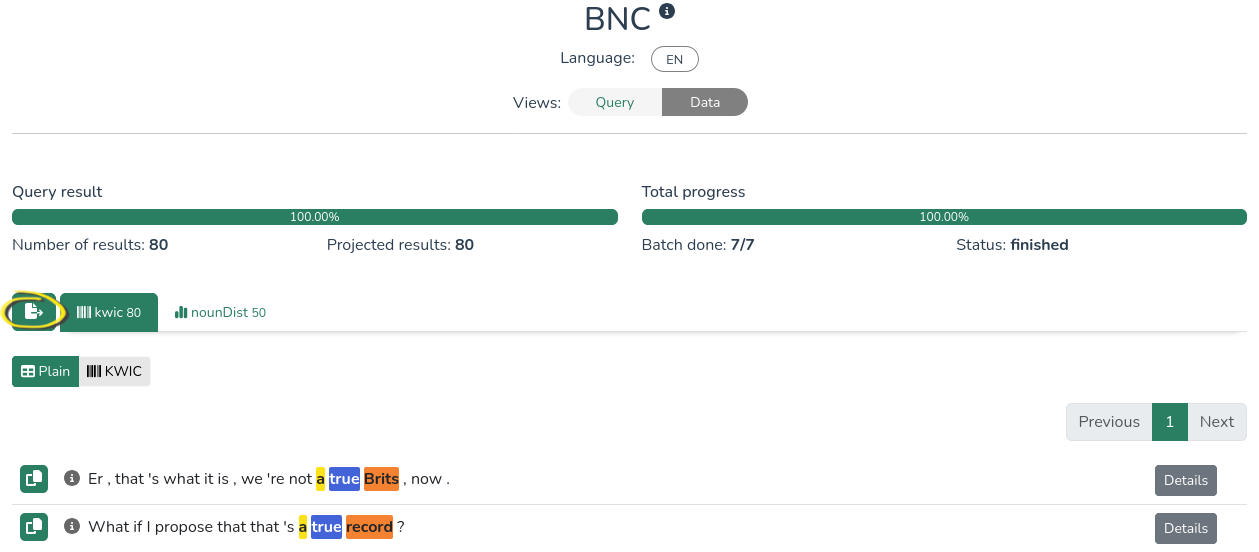 BNC
Language: EN
Views: Query Data
Query result
Total progress
100.00%
100.00%
Number of results: 80 Projected results: 80
Batch done: 7/7 Status: finished
kwic 80 nounDist 50
Plain KWIC
Previous 1 Next
Er , that 's what it is , we 're not a true Brits , now . Details
What if I propose that that 's a true record ? Details